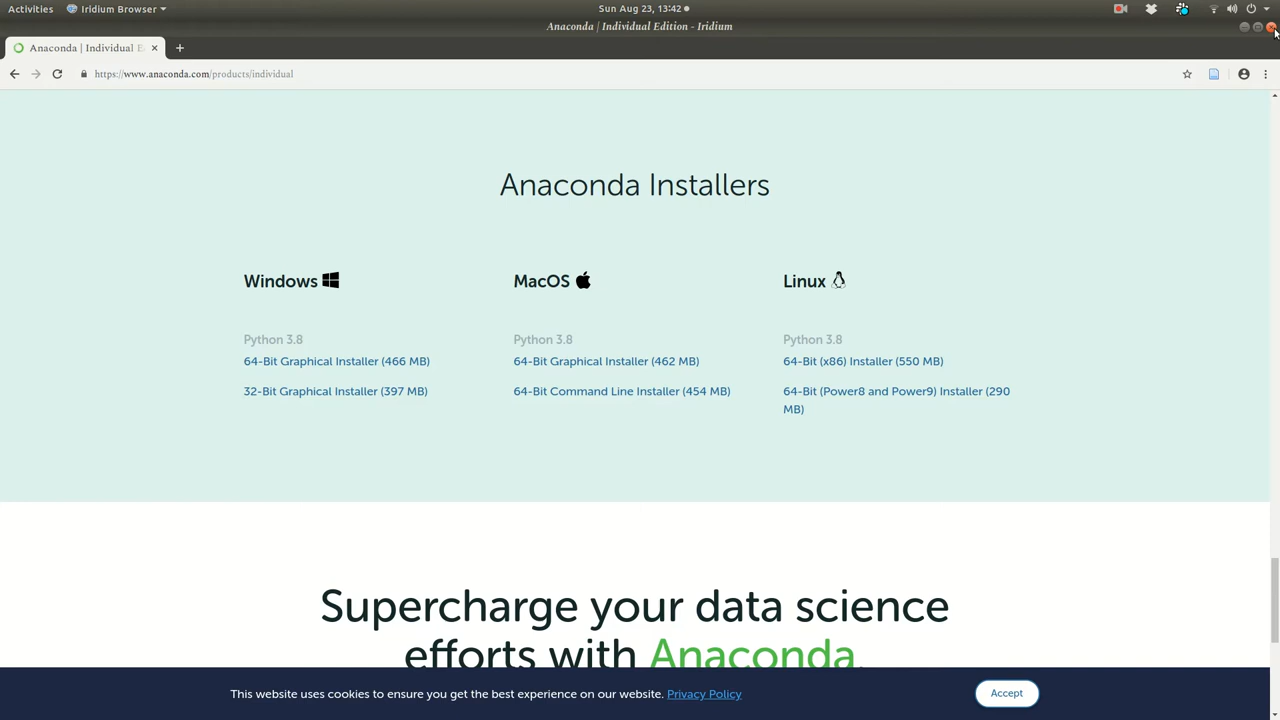 Activities Iridium Browser Sun Aug 23, 13:42
Anaconda | Individual Edition - Iridium
Anaconda | Individual E
https://www.anaconda.com/products/individual
Anaconda Installers
Windows MacOS Linux
Python 3.8 Python 3.8 Python 3.8
64-Bit Graphical Installer (466 MB) 64-Bit Graphical Installer (462 MB) 64-Bit (x86) Installer (550 MB)
32-Bit Graphical Installer (397 MB) 64-Bit Command Line Installer (454 MB) 64-Bit (Power8 and Power9) Installer (290
MB)
Supercharge your data science
efforts with Anaconda.
This website uses cookies to ensure you get the best experience on our website. Privacy Policy Accept